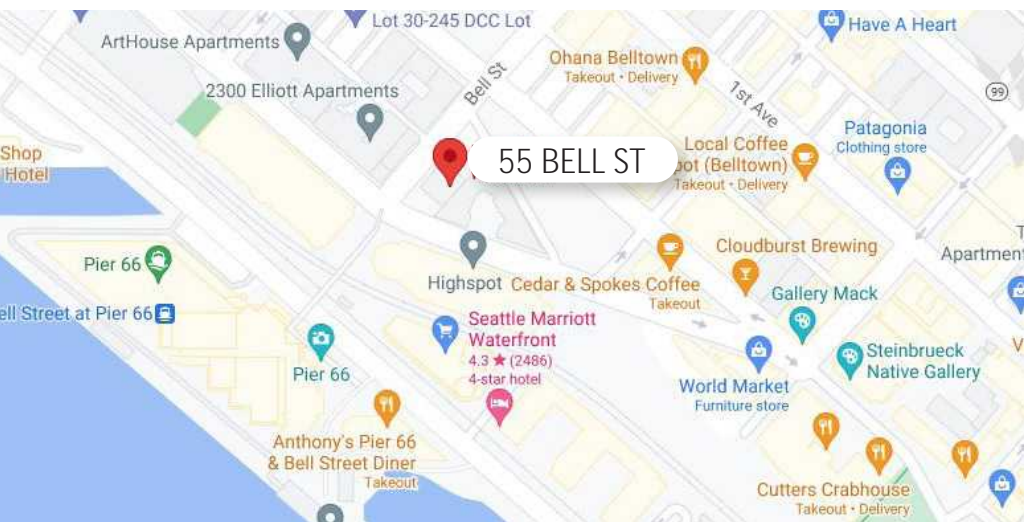 Lot 30-245 DCC Lot
Have A Heart
ArtHouse Apartments
Ohana Belltown
Takeout • Delivery
Bell St
1st Ave
99
2300 Elliott Apartments
Patagonia
Clothing store
Shop
Hotel
55 BELL ST
Local Coffee
pot (Belltown)
Takeout • Delivery
Pier 66
Cloudburst Brewing
Apartment
Highspot
Cedar & Spokes Coffee
Takeout
Gallery Mack
ell Street at Pier 66
Seattle Marriott
Waterfront
4.3 ★ (2486)
4-star hotel
Pier 66
Steinbrueck
Native Gallery
World Market
Furniture store
Anthony's Pier 66
& Bell Street Diner
Takeout
Cutters Crabhouse
Takeout • Delivery